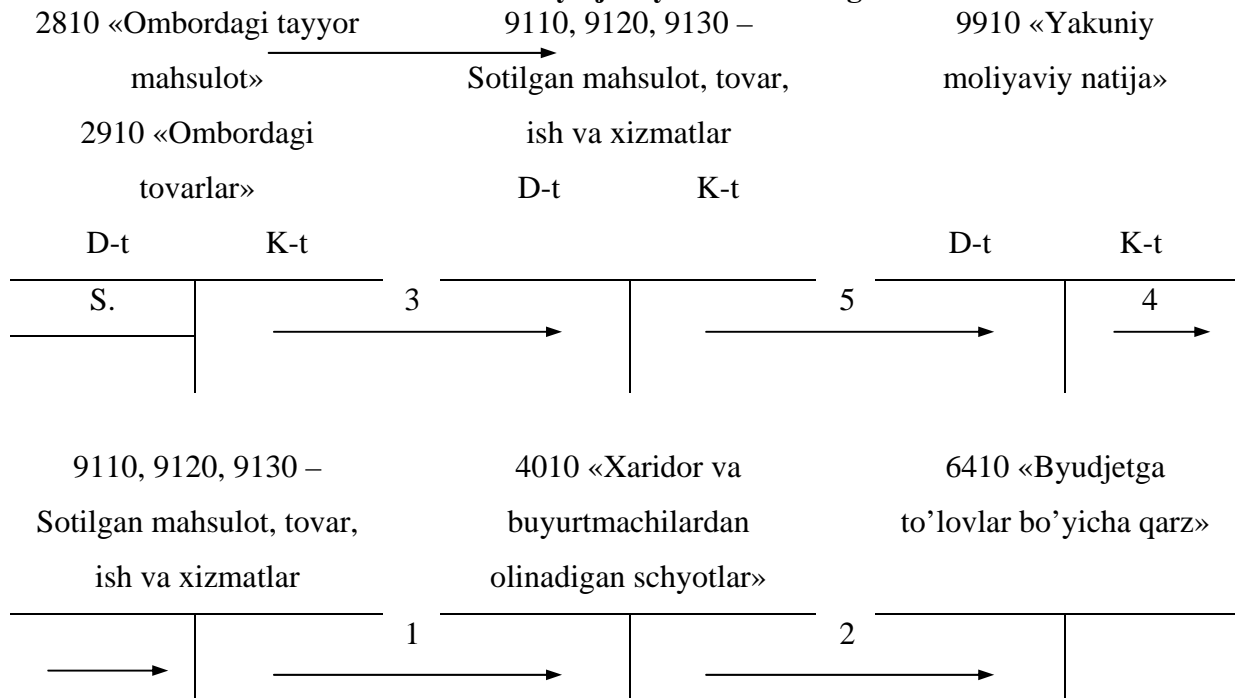 2810 «Ombordagi tayyor
mahsulot»
2910 «Ombordagi
tovarlar»
D-t K-t
9110, 9120, 9130 –
Sotilgan mahsulot, tovar,
ish va xizmatlar
D-t K-t
9910 «Yakuniy
moliyaviy natija»
D-t K-t
S. 3 5 4
9110, 9120, 9130 –
Sotilgan mahsulot, tovar,
ish va xizmatlar
4010 «Xaridor va
buyurtmachilardan
olinadigan schyotlar»
6410 «Byudjetga
to’lovlar bo’yicha qarz»
1 2